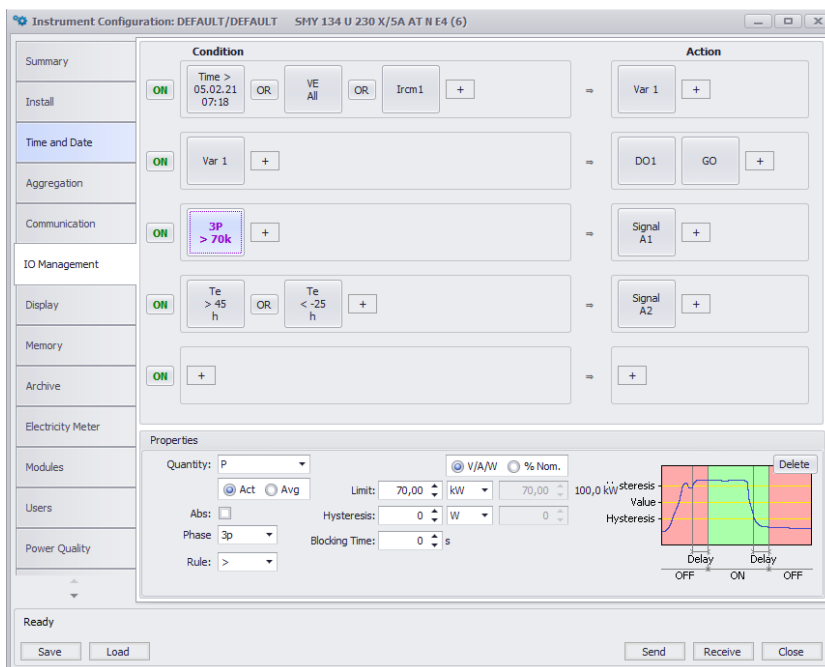 Instrument Configuration: DEFAULT/DEFAULT SMY 134 U 230 X/5A AT N E4 (6)
Summary
Install
Time and Date
Aggregation
Communication
IO Management
Display
Memory
Archive
Electricity Meter
Modules
Users
Power Quality
Condition
Action
ON
Time >
05.02.21
07:18
OR
VE
All
OR
Ircm1
+
⇒
Var 1
+
ON
Var 1
+
⇒
DO1
GO
+
ON
3P
> 70k
+
⇒
Signal
A1
+
ON
Te
> 45
h
OR
Te
< -25
h
+
⇒
Signal
A2
+
ON
+
⇒
+
Properties
Quantity: P
Act Avg
Abs:
Phase 3p
Rule: >
V/A/W % Nom.
Limit: 70,00 kW 70,00 100,0 kW
Hysteresis: 0 W 0
Blocking Time: 0 s
Delete
steresis
Value
Hysteresis
Delay Delay
OFF ON OFF
Ready
Save Load Send Receive Close